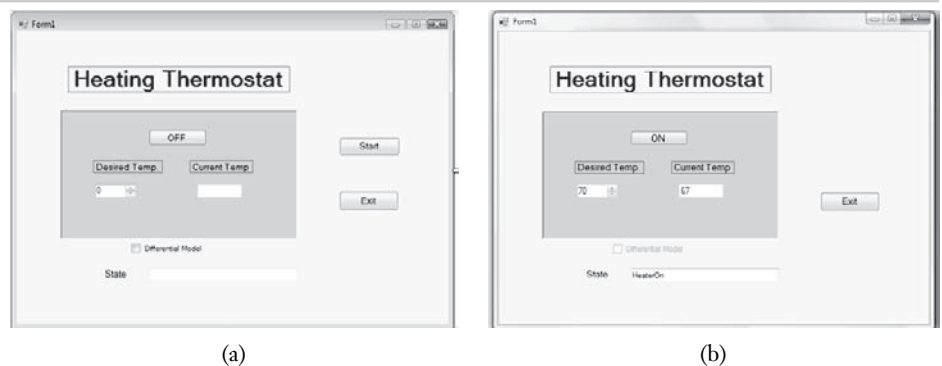 Form1
Heating Thermostat
OFF
Desired Temp.
Current Temp
0
Start
Exit
Differential Model
State
(a)
Form1
Heating Thermostat
ON
Desired Temp.
Current Temp
70
67
Exit
Differential Model
State
HeaterOn
(b)